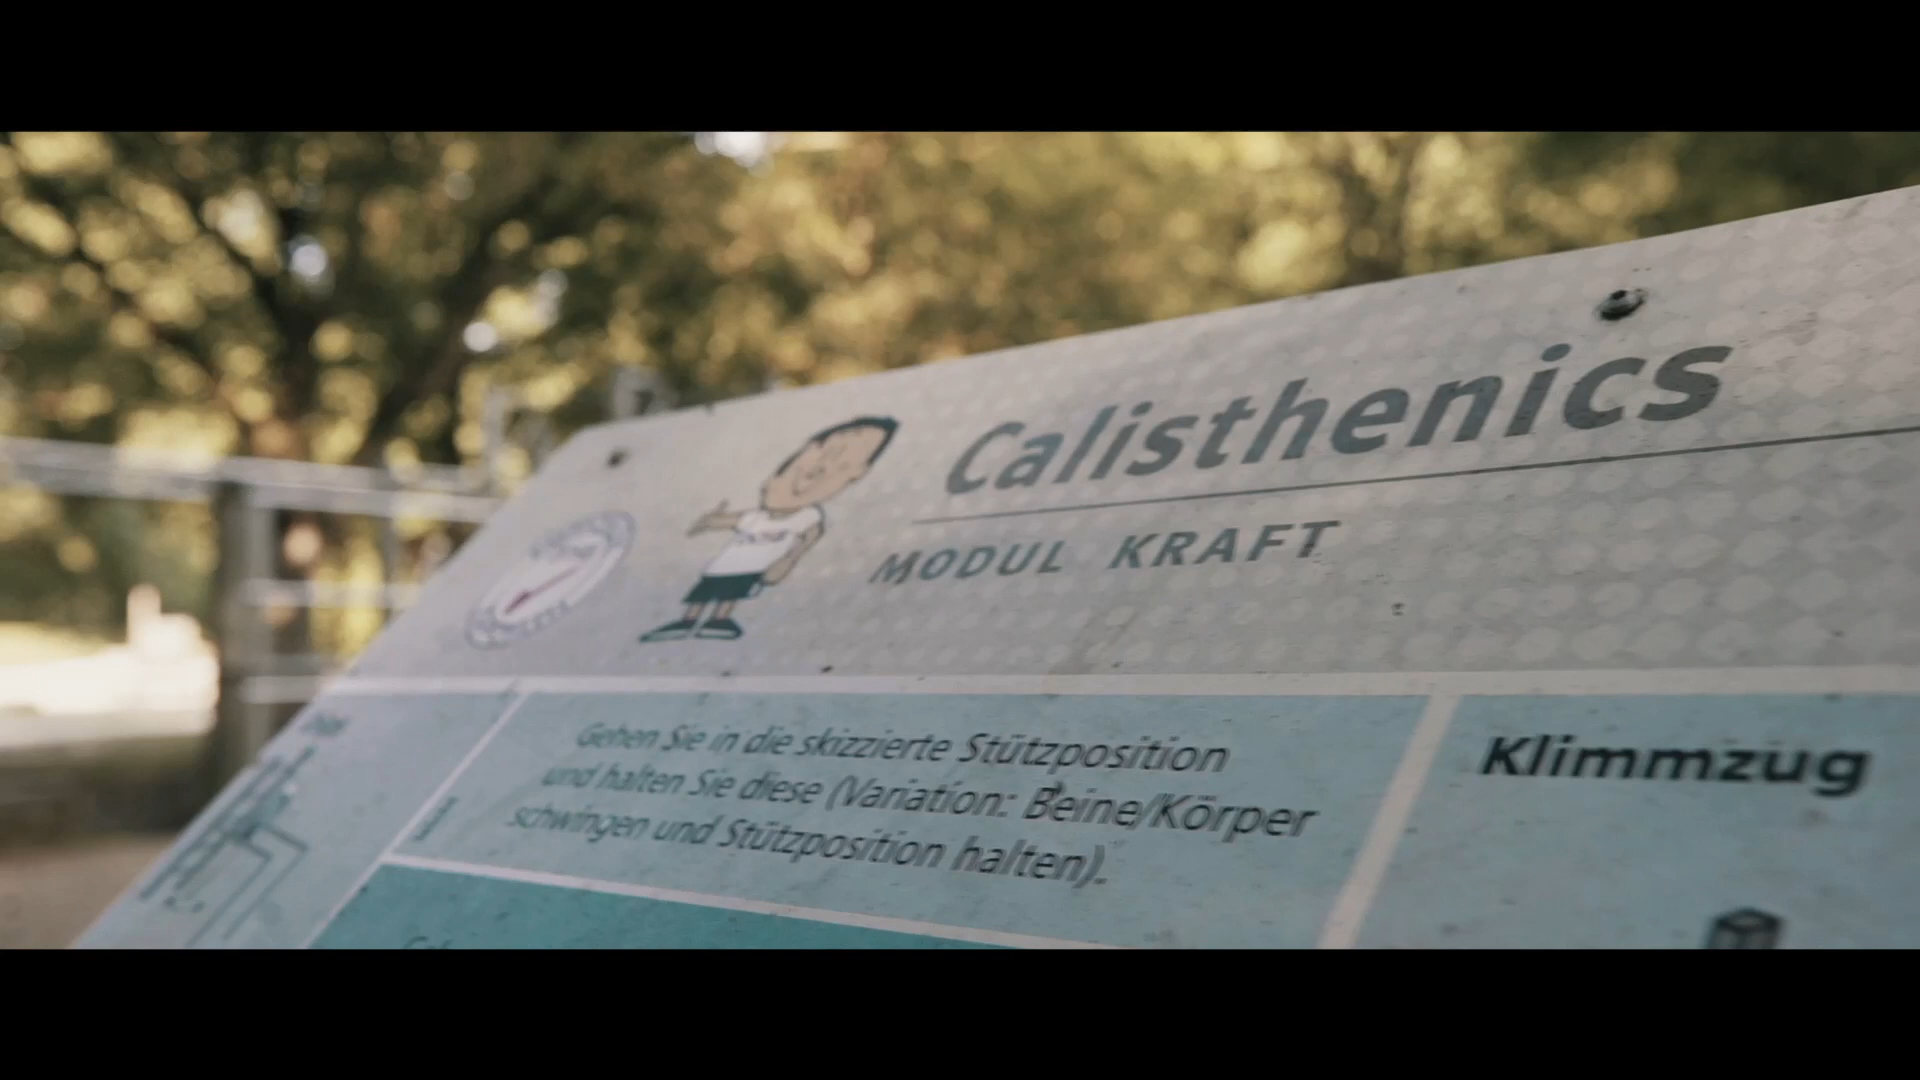 Calisthenics
MODUL KRAFT
Gehen Sie in die skizzierte Stützposition
und halten Sie diese (Variation: Beine/Körper
schwingen und Stützposition halten).
Klimmzug